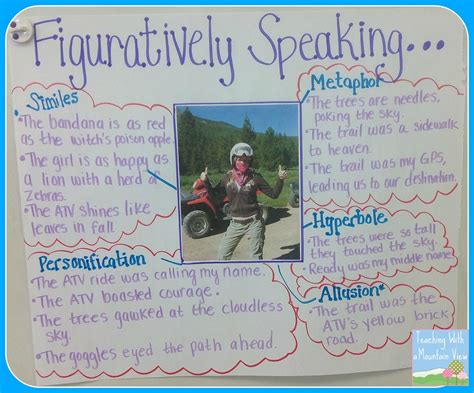 Figuratively Speaking...
Similes
•The bandana is as red
as the witch's poison apple.
•The girl is as happy as
a lion with a herd of
Zebras.
•The ATV shines like
leaves in fall.
Personification
•The ATV ride was calling my name.
•The ATV boasted courage.
•The trees gawked at the cloudless
sky.
•The goggles eyed the path ahead.
Metaphor
•The trees are needles,
poking the sky.
•The trail was a sidewalk
to heaven.
•The trail was my GPS,
leading us to our destination.
Hyperbole
•The trees were so tall
they touched the sky.
•Ready was my middle name
Allusion*
•The trail was the
ATV's yellow brick
road.
Teaching With
a Mountain View